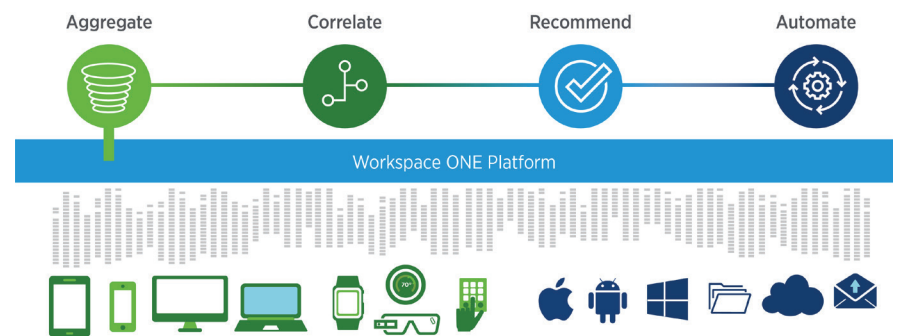 Aggregate
Correlate
Recommend
Automate
Workspace ONE Platform
70°